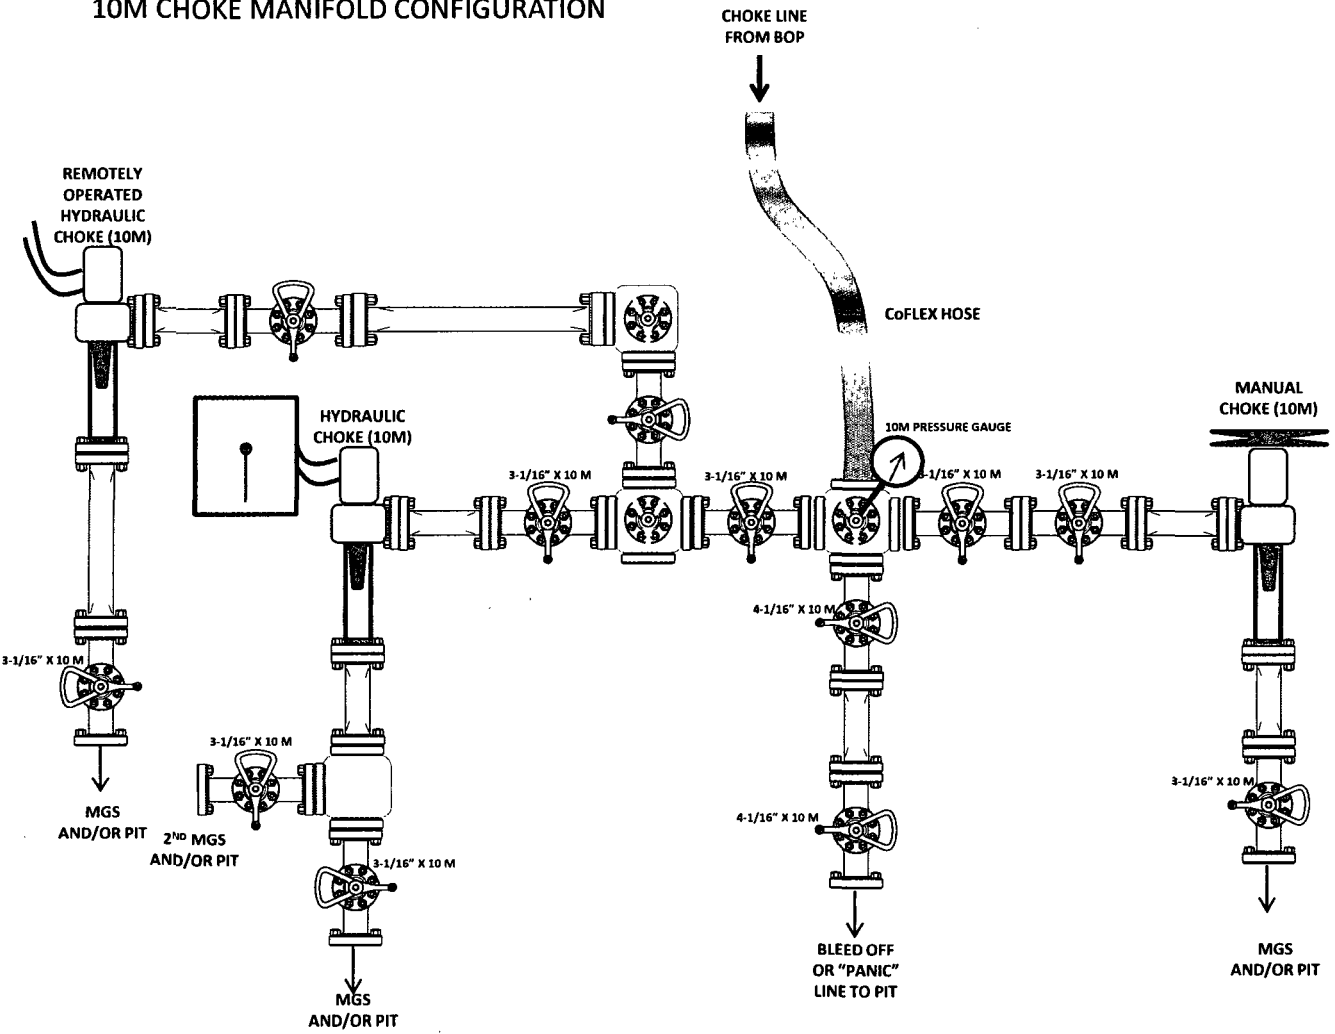 10M CHOKE MANIFOLD CONFIGURATION
CHOKE LINE
FROM BOP
REMOTELY
OPERATED
HYDRAULIC
CHOKE (10M)
CoFLEX HOSE
MANUAL
CHOKE (10M)
HYDRAULIC
CHOKE (10M)
10M PRESSURE GAUGE
3-1/16" X 10 M
3-1/16" X 10 M
-1/16" X 10 M
3-1/16" X 10 M
4-1/16" X 10 M
3-1/16" X 10 M
3-1/16" X 10 M
3-1/16" X 10 M
MGS
AND/OR PIT
2ND MGS
AND/OR PIT
4-1/16" X 10 M
3-1/16" X 10 M
BLEED OFF
OR "PANIC"
LINE TO PIT
MGS
AND/OR PIT
MGS
AND/OR PIT